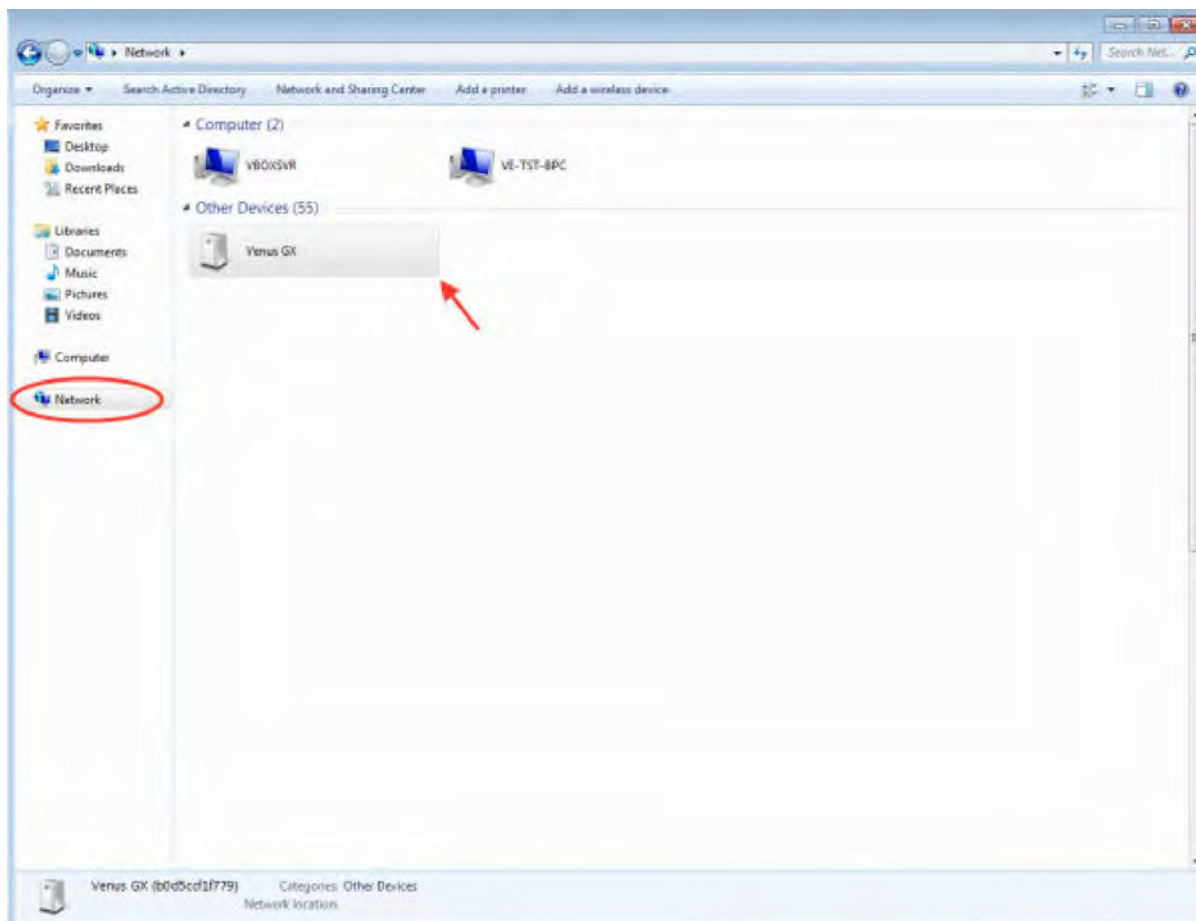 Network
Search Net...
Organize Search Active Directory Network and Sharing Center Add a printer Add a wireless device
Favorites
Desktop
Downloads
Recent Places
Libraries
Documents
Music
Pictures
Videos
Computer
Network
Computer (2)
VBOXSVR VE-TST-BPC
Other Devices (55)
Venus GX
Venus GX (b0d5ccf1f779) Categories: Other Devices
Network location